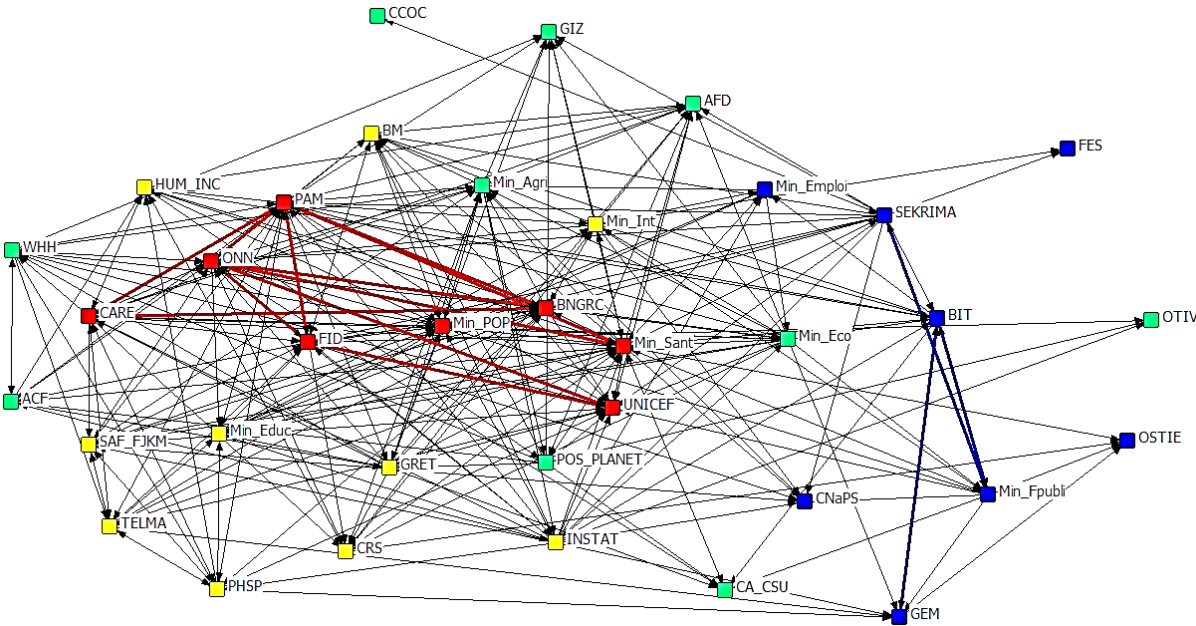 CCOC
GIZ
AFD
BM
FES
HUM_INC
Min_Agri
Min_Emploi
PAM
SEKRIMA
Min_Int
WHH
ONN
CARE
BNGRC
Min_POP
BIT
OTIV
FID
Min_Sant
Min_Eco
ACF
UNICEF
SAF_FJKM
Min_Educ
OSTIE
GRET
POS_PLANET
CNaPS
Min_Fpubli
TELMA
CRS
INSTAT
PHSP
CA_CSU
GEM